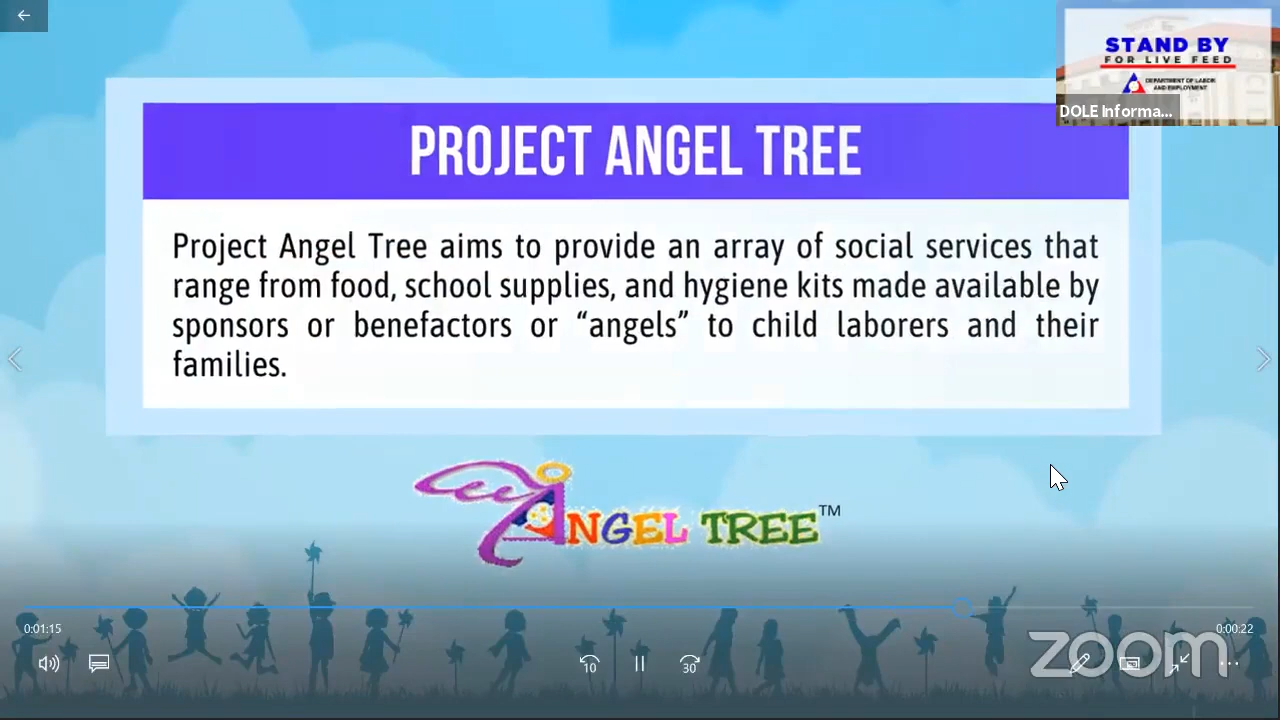 STAND BY
FOR LIVE FEED
DEPARTMENT OF LABOR
AND EMPLOYMENT
DOLE Informa...
PROJECT ANGEL TREE
Project Angel Tree aims to provide an array of social services that
range from food, school supplies, and hygiene kits made available by
sponsors or benefactors or “angels” to child laborers and their
families.
ANGEL TREE™
0:01:15
0:00:22
10
30
zoom